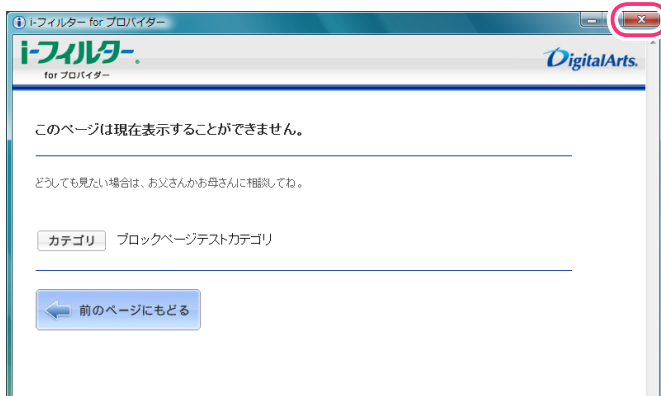 i-フィルター for プロバイダー
i-フィルター.
for プロバイダー
DigitalArts.
このページは現在表示することができません。
どうしても見たい場合は、お父さんかお母さんに相談してね。
カテゴリ ブロックページテストカテゴリ
前のページにもどる